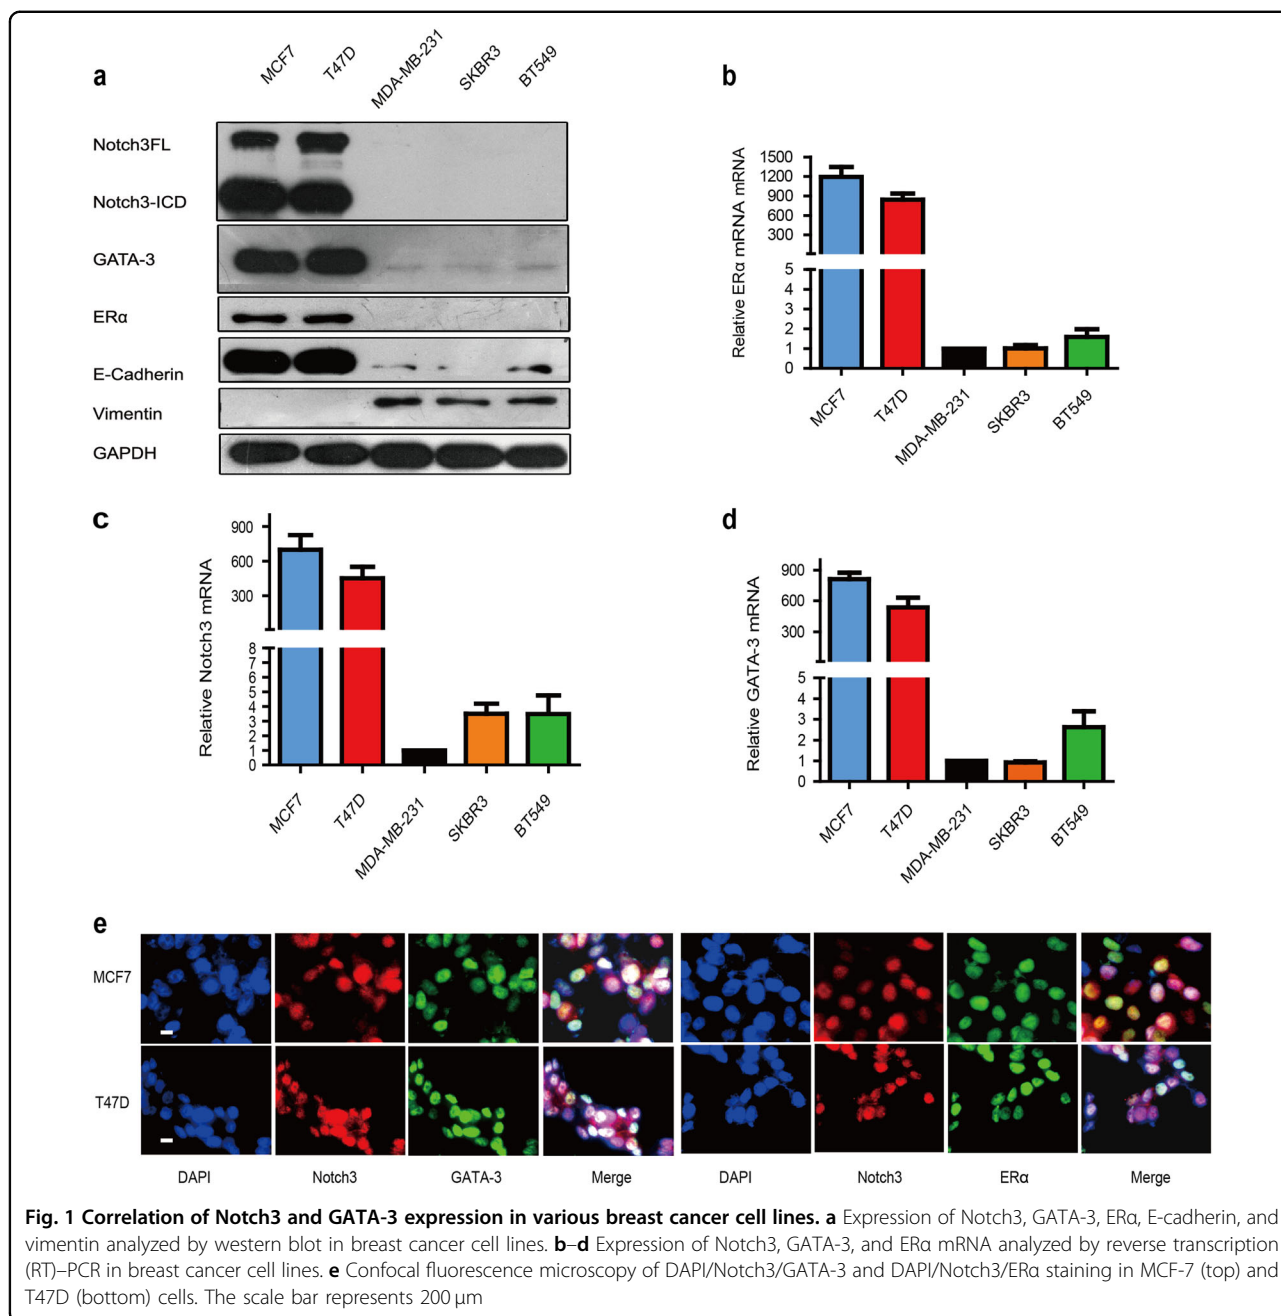 a
MCF7
T47D
MDA-MB-231
SKBR3
BT549
Notch3FL
Notch3-ICD
GATA-3
ERα
E-Cadherin
Vimentin
GAPDH
b
Relative ERα mRNA mRNA
1500
1200
900
600
300
5
4
3
2
1
0
MCF7
T47D
MDA-MB-231
SKBR3
BT549
c
Relative Notch3 mRNA
900
600
300
8
7
6
5
4
3
2
1
0
MCF7
T47D
MDA-MB-231
SKBR3
BT549
d
Relative GATA-3 mRNA
900
600
300
5
4
3
2
1
0
MCF7
T47D
MDA-MB-231
SKBR3
BT549
e
MCF7
T47D
DAPI Notch3 GATA-3 Merge DAPI Notch3 ERα Merge
Fig. 1 Correlation of Notch3 and GATA-3 expression in various breast cancer cell lines. a Expression of Notch3, GATA-3, ERα, E-cadherin, and
vimentin analyzed by western blot in breast cancer cell lines. b–d Expression of Notch3, GATA-3, and ERα mRNA analyzed by reverse transcription
(RT)–PCR in breast cancer cell lines. e Confocal fluorescence microscopy of DAPI/Notch3/GATA-3 and DAPI/Notch3/ERα staining in MCF-7 (top) and
T47D (bottom) cells. The scale bar represents 200 µm